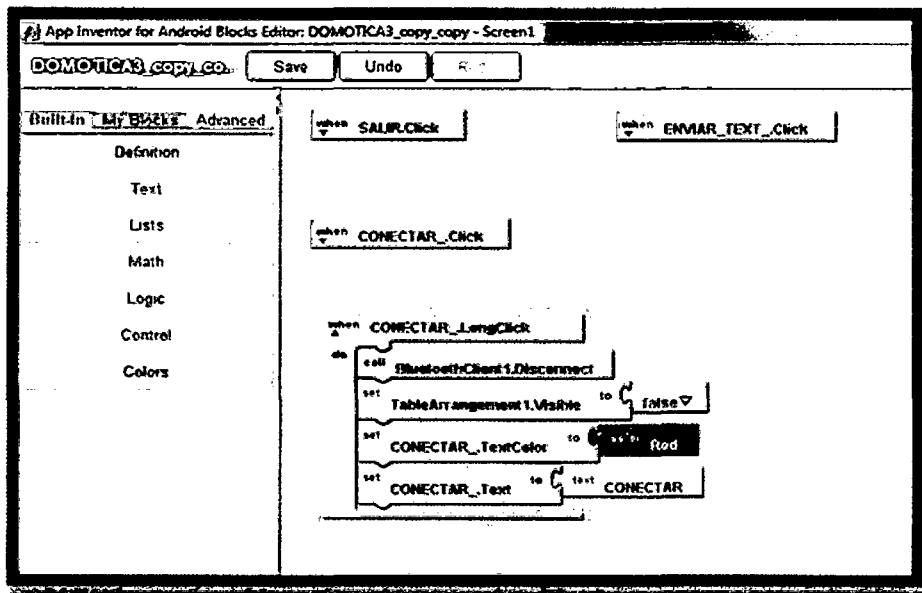 App Inventor for Android Blocks Editor: DOMOTICA3_copy_copy - Screen1
DOMOTICA3_copy_co... Save Undo
Built-In My Blocks Advanced
Definition
Text
Lists
Math
Logic
Control
Colors
when SALIR.Click
when ENVIAR_TEXT_.Click
when CONECTAR_.Click
when CONECTAR_.LongClick
do
call BluetoothClient1.Disconnect
set TableArrangement1.Visible to false
set CONECTAR_.TextColor to Red
set CONECTAR_.Text to text CONECTAR